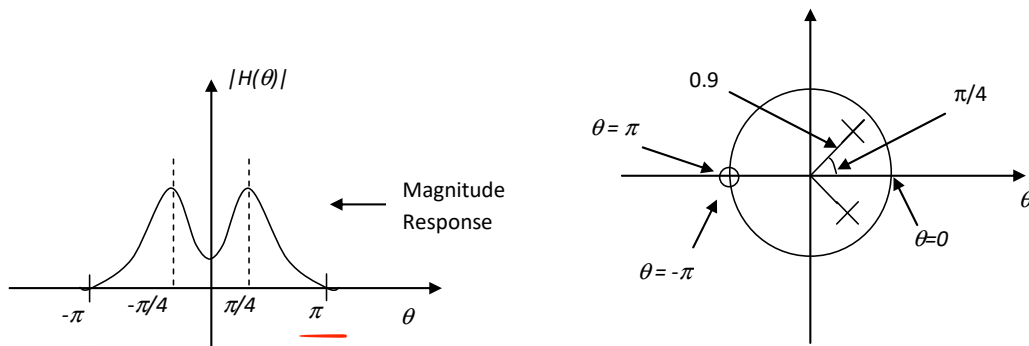 |H(θ)|
Magnitude
Response
-π
-π/4
π/4
π
θ
0.9
π/4
θ = π
θ
θ=0
θ = -π